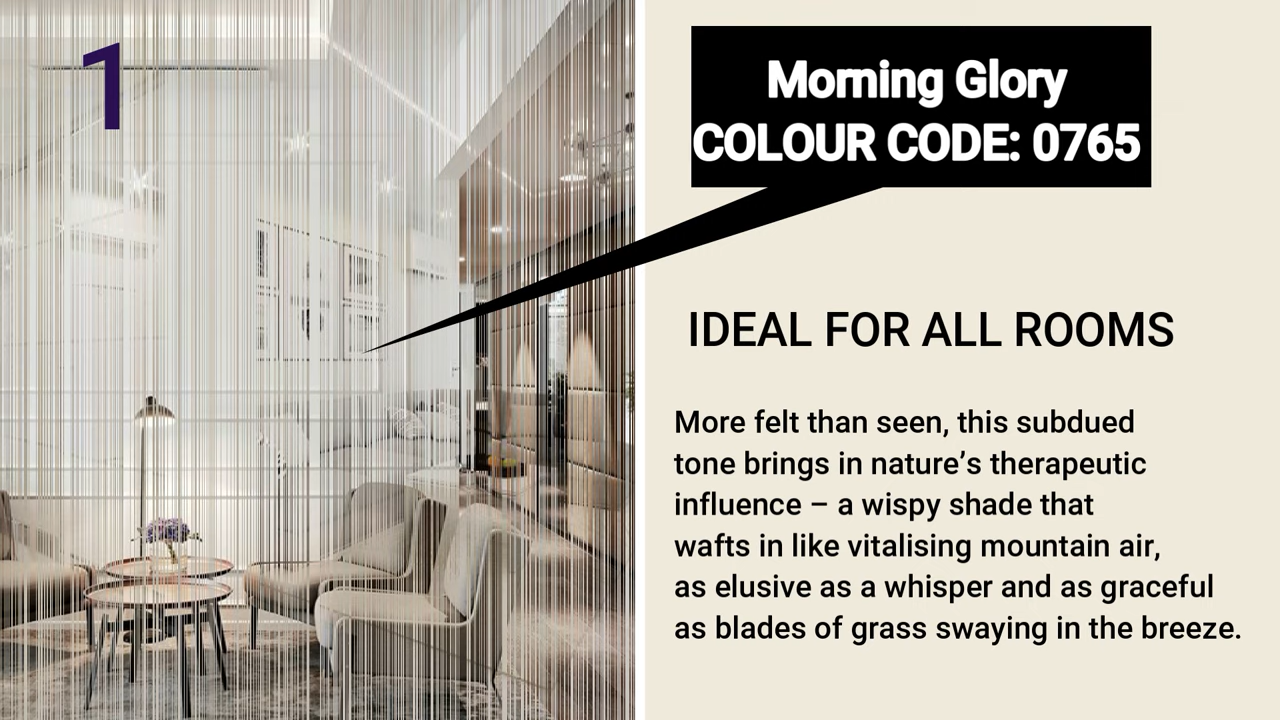 1
Morning Glory
COLOUR CODE: 0765
IDEAL FOR ALL ROOMS
More felt than seen, this subdued
tone brings in nature’s therapeutic
influence – a wispy shade that
wafts in like vitalising mountain air,
as elusive as a whisper and as graceful
as blades of grass swaying in the breeze.